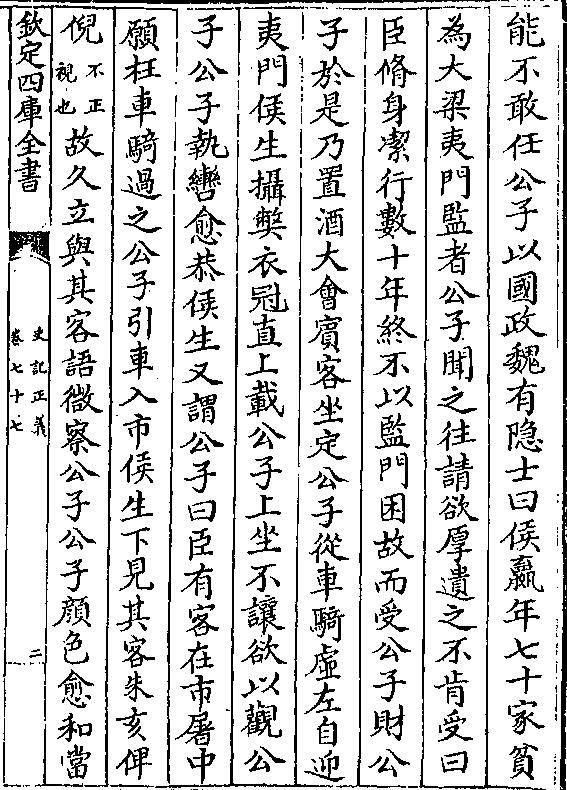 能不敢任公子以國政魏有隐士曰侯嬴年七十家貧
為大梁夷門監者公子聞之往請欲厚遺之不肯受曰
臣脩身潔行數十年終不以監門困故而受公子財公
子於是乃置酒大會賓客坐定公子從車騎虛左自迎
夷門侯生侯生攝獘衣冠直上載公子上坐不讓欲以觀公
子公子執轡愈恭侯生又謂公子曰臣有客在市屠中
願枉車騎過之公子引車入市侯生下見其客朱亥俾
倪不正視也故久立與其客語微察公子公子顔色愈和當
欽定四庫全書
史記正義
卷七十七
二